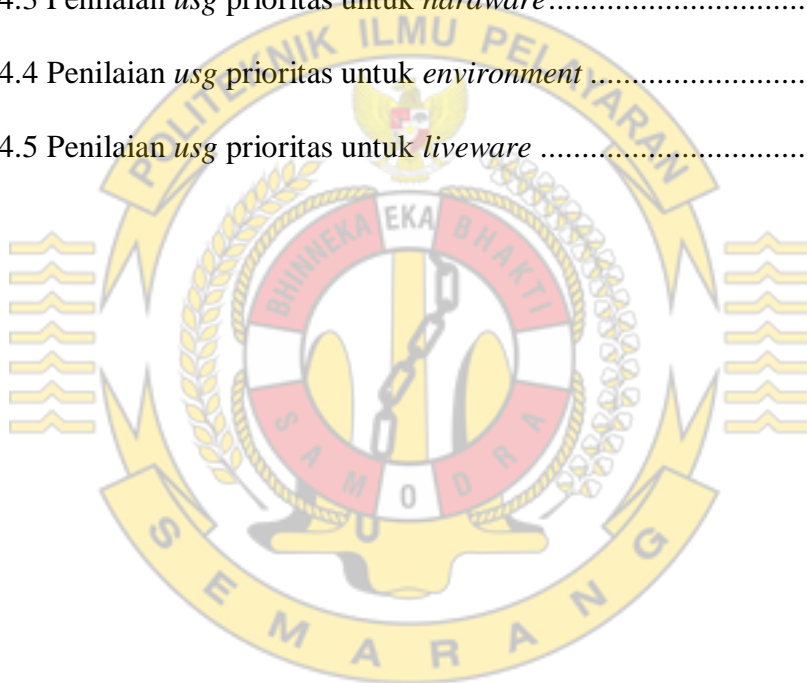 4.3 Penilaian usg prioritas untuk hardware..................................
4.4 Penilaian usg prioritas untuk environment ...........................
4.5 Penilaian usg prioritas untuk liveware .................................
POLITEKNIK ILMU PELAYARAN
BHINNEKA EKA BHAKTI
SAMODRA
SEMARANG